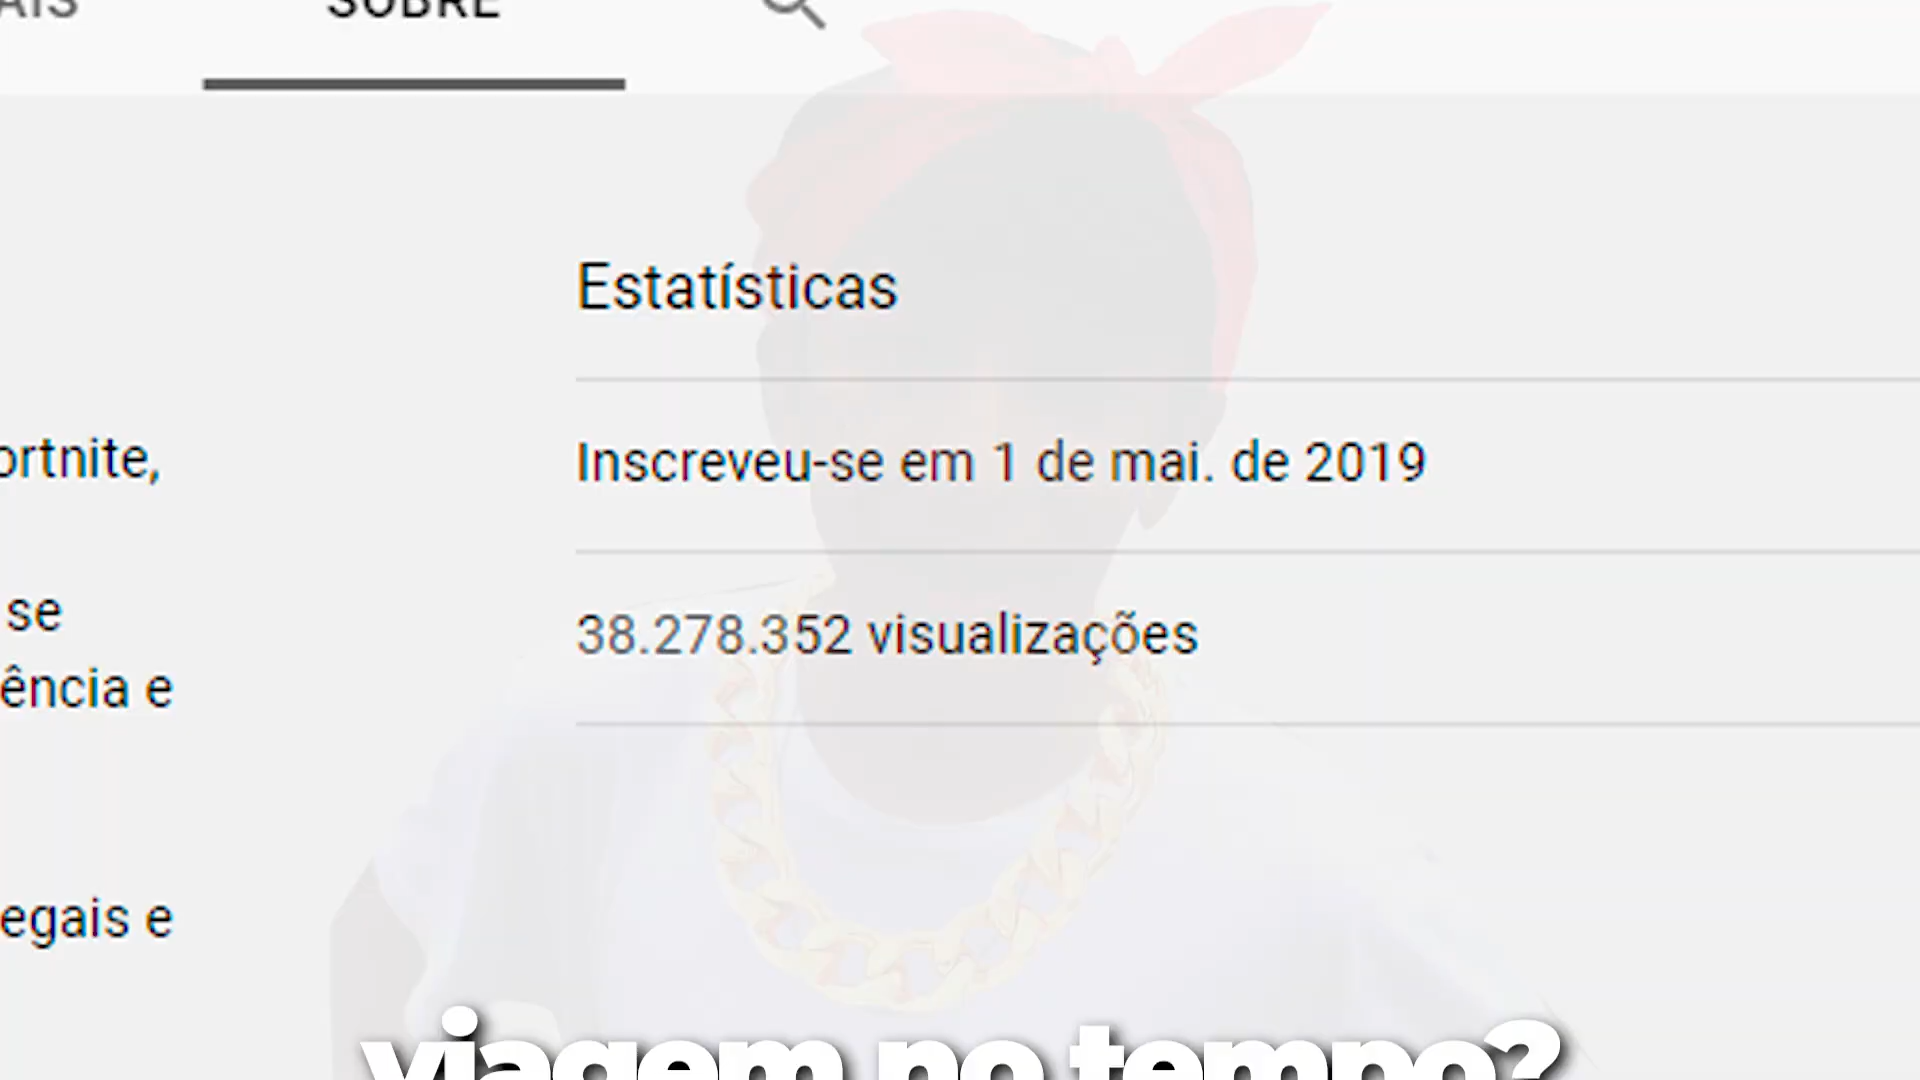 SOBRE
Estatísticas
ortnite,
Inscreveu-se em 1 de mai. de 2019
se
38.278.352 visualizações
ência e
egais e
viagem no tempo?